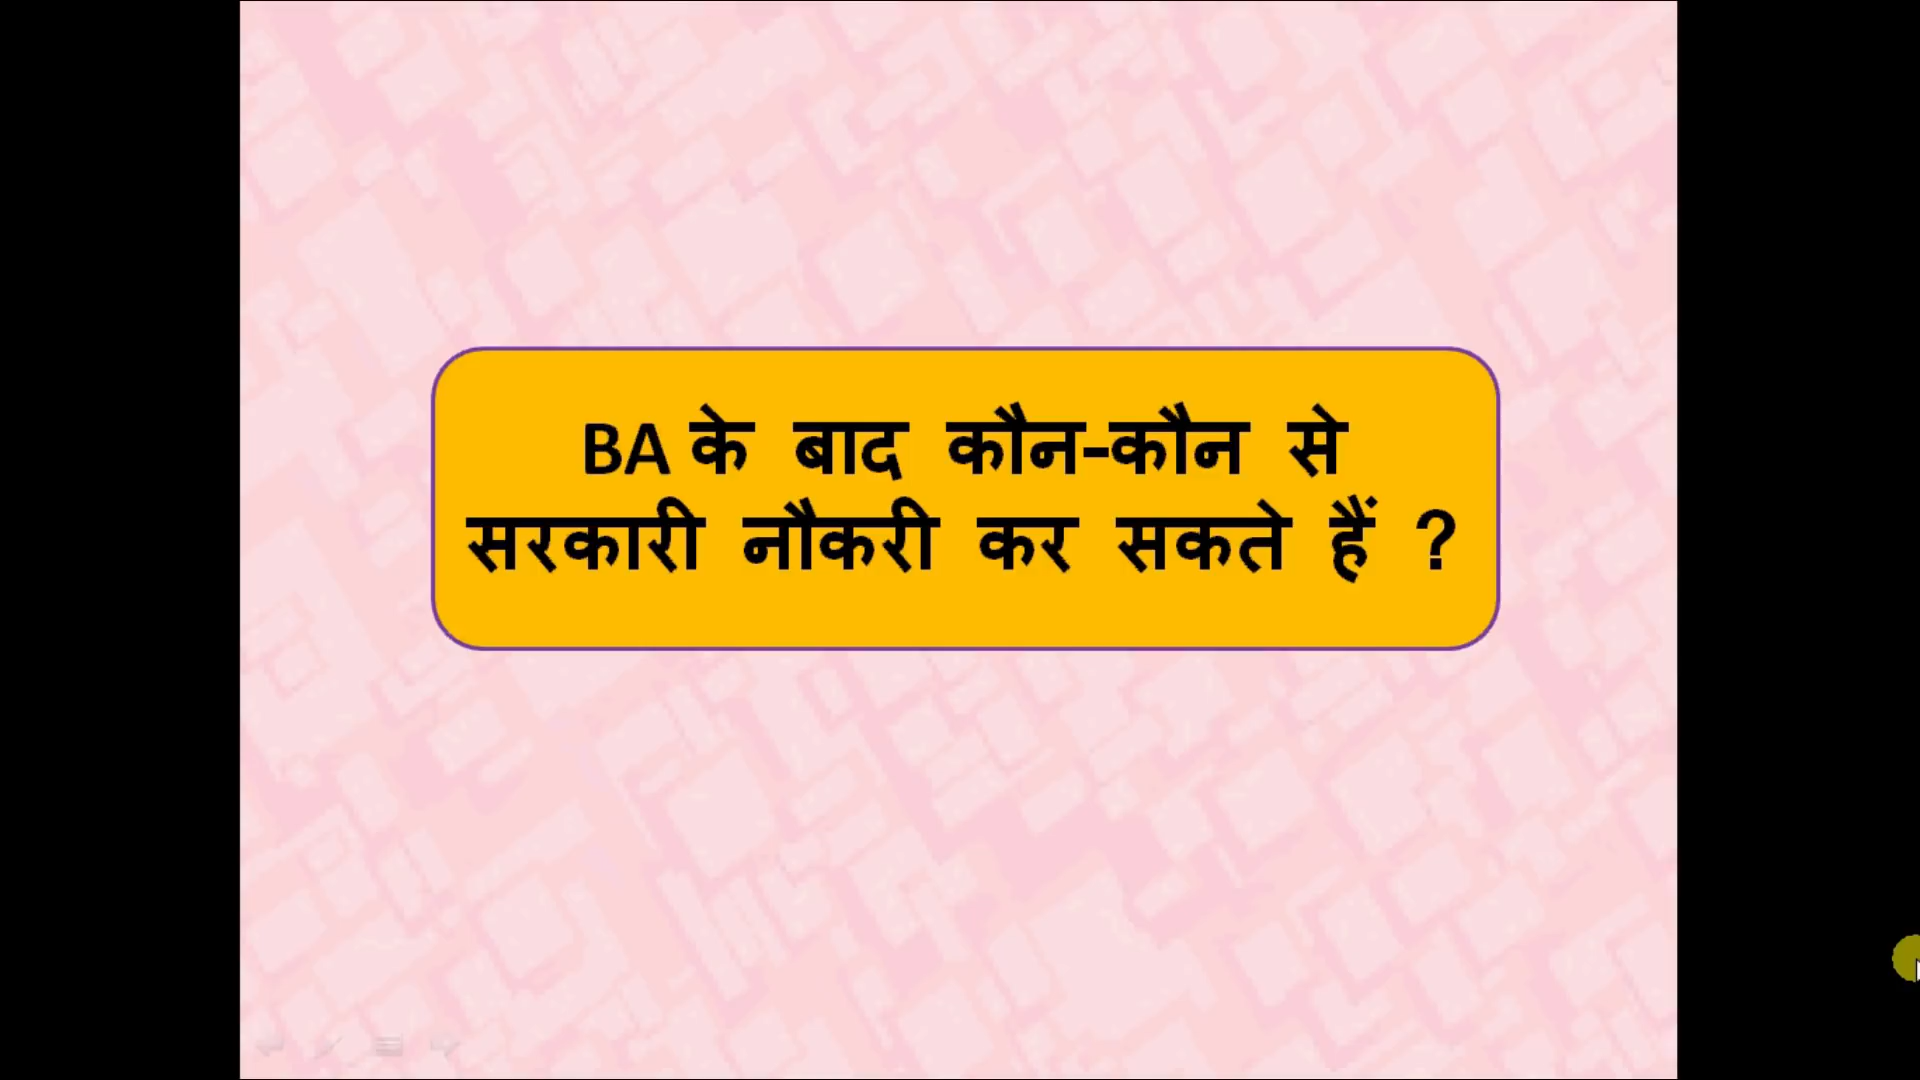 BA के बाद कौन-कौन से
सरकारी नौकरी कर सकते हैं ?